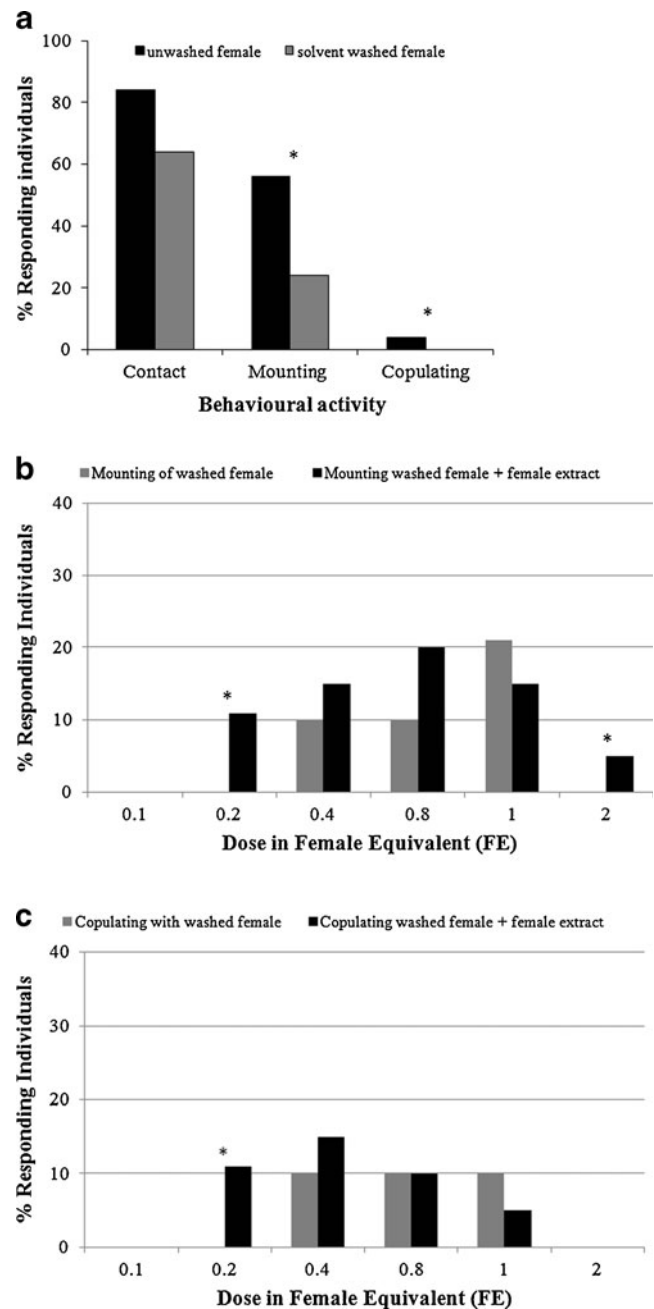 a
unwashed female solvent washed female
100
80
60
40
20
0
% Responding individuals
*
*
Contact Mounting Copulating
Behavioural activity
b
Mounting of washed female Mounting washed female + female extract
40
30
20
10
0
% Responding Individuals
*
*
0.1 0.2 0.4 0.8 1 2
Dose in Female Equivalent (FE)
c
Copulating with washed female Copulating washed female + female extract
40
30
20
10
0
% Responding Individuals
*
0.1 0.2 0.4 0.8 1 2
Dose in Female Equivalent (FE)